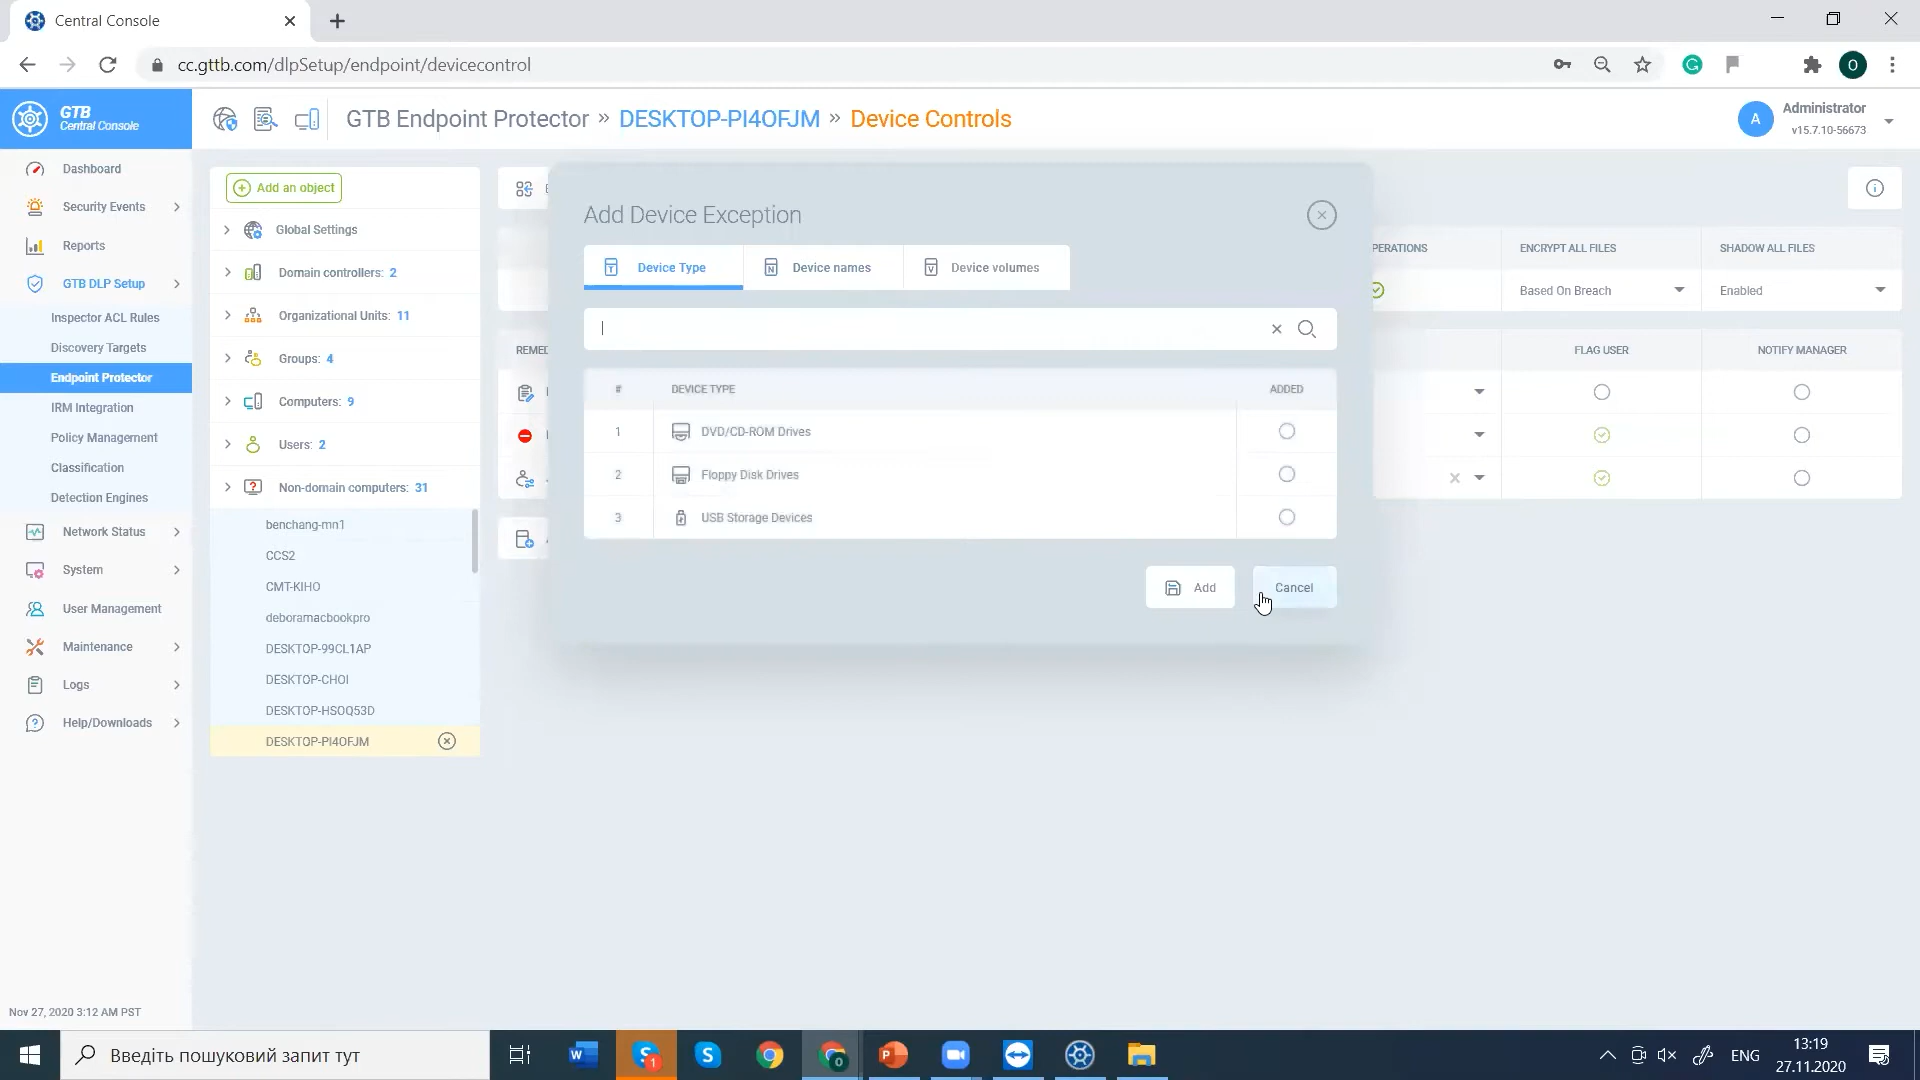 Central Console
cc.gttb.com/dlpSetup/endpoint/devicecontrol
O
GTB
Central Console
GTB Endpoint Protector » DESKTOP-PI4OFJM » Device Controls
A
Administrator
v15.7.10-56673
Dashboard
Security Events
Reports
GTB DLP Setup
Inspector ACL Rules
Discovery Targets
Endpoint Protector
IRM Integration
Policy Management
Classification
Detection Engines
Network Status
System
User Management
Maintenance
Logs
Help/Downloads
Nov 27, 2020 3:12 AM PST
Add an object
Global Settings
Domain controllers: 2
Organizational Units: 11
Groups: 4
Computers: 9
Users: 2
Non-domain computers: 31
benchang-mn1
CCS2
CMT-KIHO
deboramacbookpro
DESKTOP-99CL1AP
DESKTOP-CHOI
DESKTOP-HSOQ53D
DESKTOP-PI4OFJM
REMED
Add Device Exception
Device Type
Device names
Device volumes
# DEVICE TYPE ADDED
1 DVD/CD-ROM Drives
2 Floppy Disk Drives
3 USB Storage Devices
Add
Cancel
PERATIONS
ENCRYPT ALL FILES
SHADOW ALL FILES
Based On Breach
Enabled
FLAG USER
NOTIFY MANAGER
Введіть пошуковий запит тут
1
ENG
13:19
27.11.2020